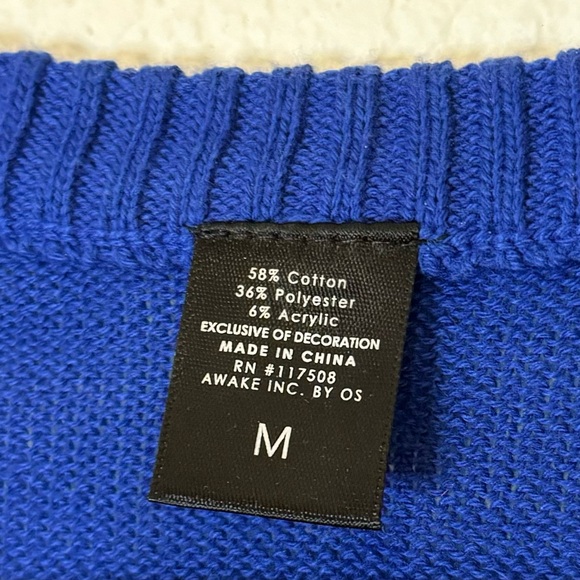 58% Cotton
36% Polyester
6% Acrylic
EXCLUSIVE OF DECORATION
MADE IN CHINA
RN #117508
AWAKE INC. BY OS
M